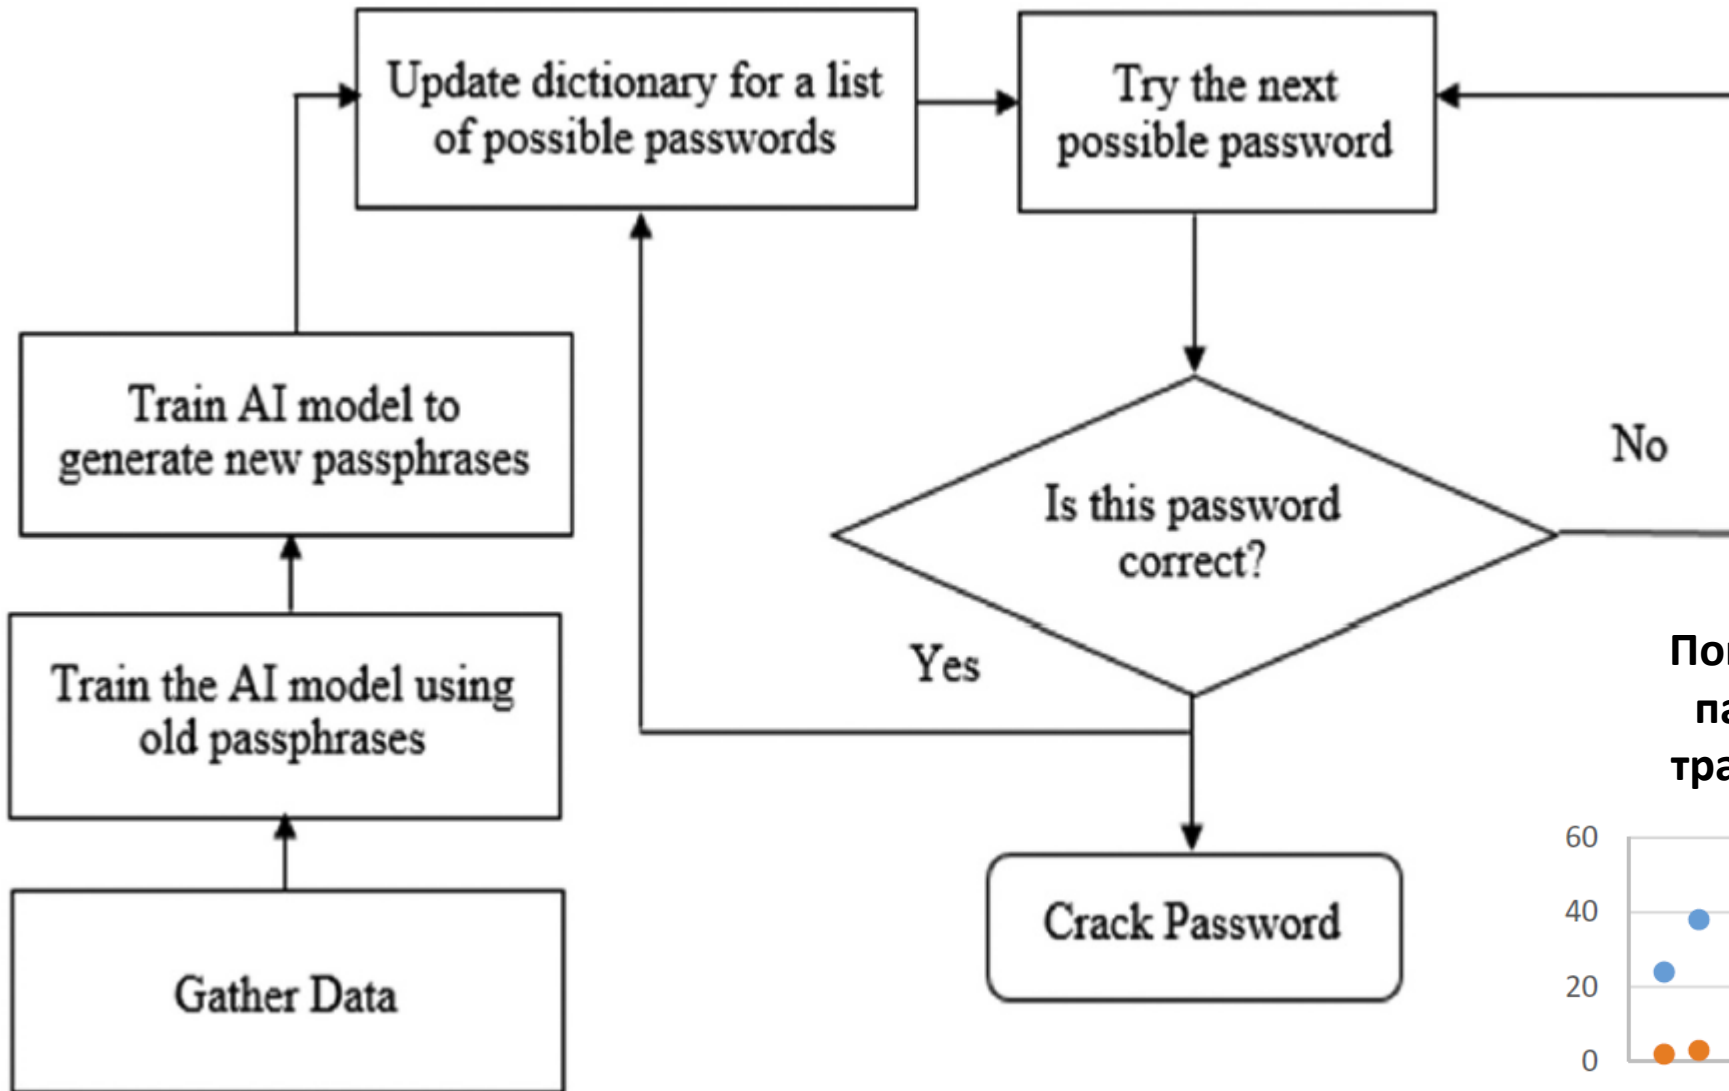 Update dictionary for a list
of possible passwords
Try the next
possible password
Train AI model to
generate new passphrases
Is this password
correct?
No
Yes
Train the AI model using
old passphrases
Crack Password
Gather Data
60
40
20
0